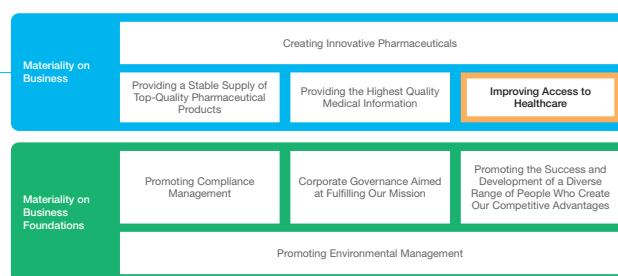 Materiality on
Business
Creating Innovative Pharmaceuticals
Providing a Stable Supply of
Top-Quality Pharmaceutical
Products
Providing the Highest Quality
Medical Information
Improving Access to
Healthcare
Materiality on
Business
Foundations
Promoting Compliance
Management
Corporate Governance Aimed
at Fulfilling Our Mission
Promoting the Success and
Development of a Diverse
Range of People Who Create
Our Competitive Advantages
Promoting Environmental Management